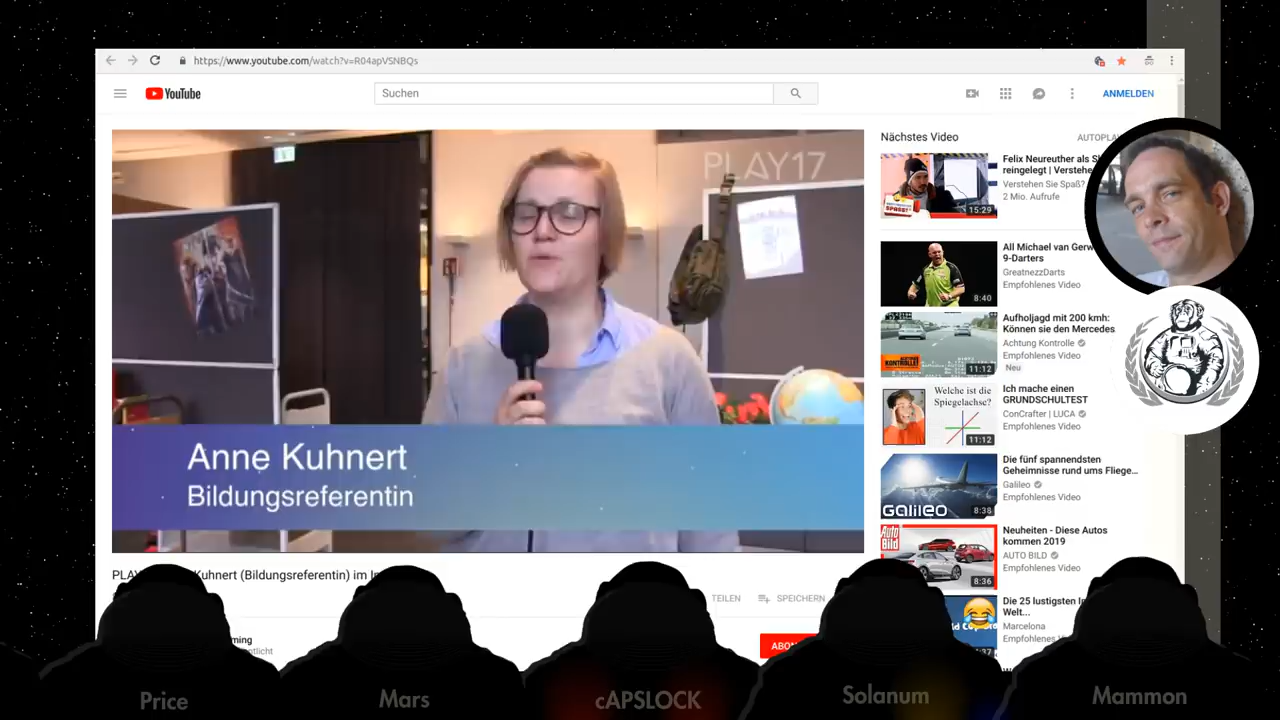 https://www.youtube.com/watch?v=R04apVSNBQs
YouTube
Suchen
ANMELDEN
PLAY17
Anne Kuhnert
Bildungsreferentin
Kuhnert (Bildungsreferentin) im
TEILEN
SPEICHERN
Nächstes Video
AUTOPLAY
Felix Neureuther als
reingelegt | Verstehe
Verstehen Sie Spaß?
2 Mio. Aufrufe
15:29
All Michael van Gerw
9-Darters
GreatnezzDarts
Empfohlenes Video
8:40
Aufholjagd mit 200 kmh:
Können sie den Mercedes
Achtung Kontrolle
Empfohlenes Video
Neu
11:12
Welche ist die
Spiegelachse?
11:12
Ich mache einen
GRUNDSCHULTEST
ConCrafter | LUCA
Empfohlenes Video
Die fünf spannendsten
Geheimnisse rund ums Fliege...
Galileo
Empfohlenes Video
GALILEO
8:38
Auto
Bild
Neuheiten - Diese Autos
kommen 2019
AUTO BILD
Empfohlenes Video
8:36
Die 25 lustigsten
Welt...
Marcelona
Price
Mars
cAPSLOCK
Solanum
Mammon